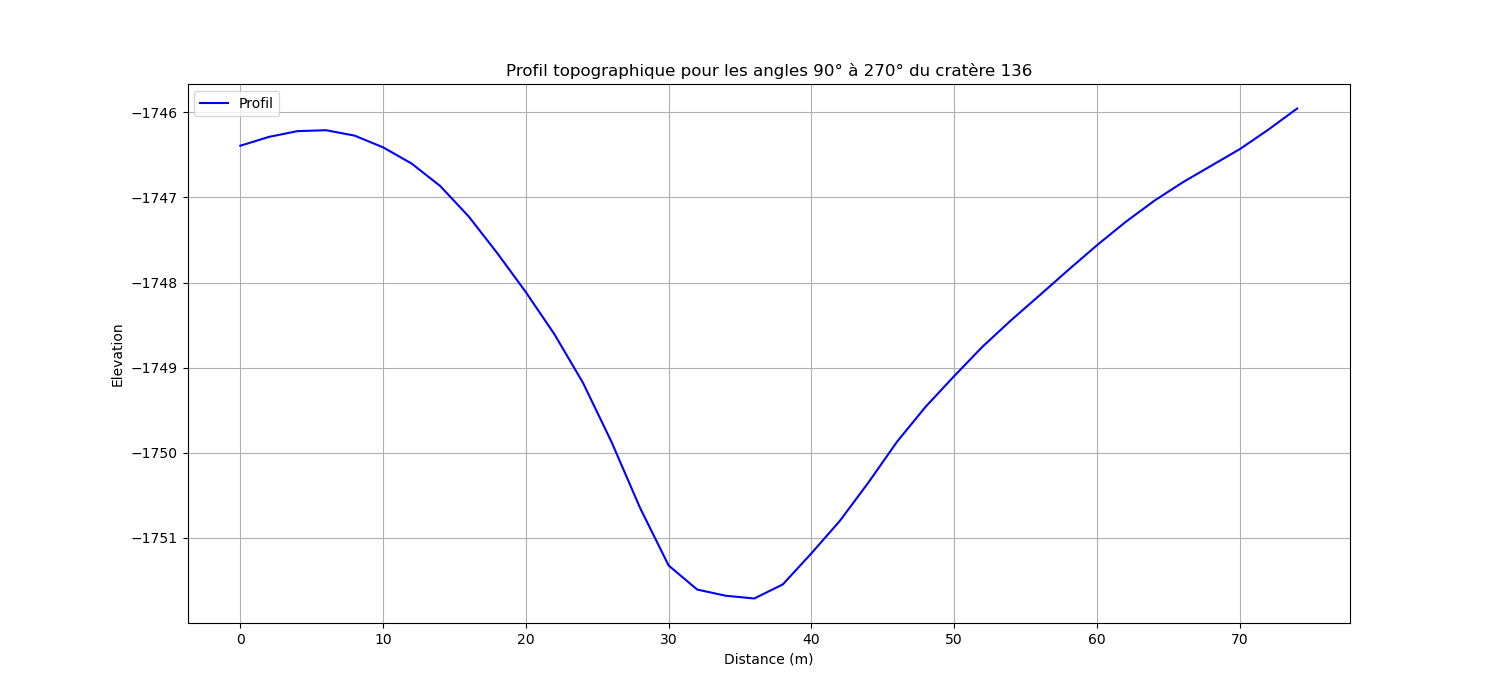 Profil topographique pour les angles 90° à 270° du cratère 136
Profil
−1746
−1747
−1748
−1749
−1750
−1751
Elevation
0 10 20 30 40 50 60 70
Distance (m)